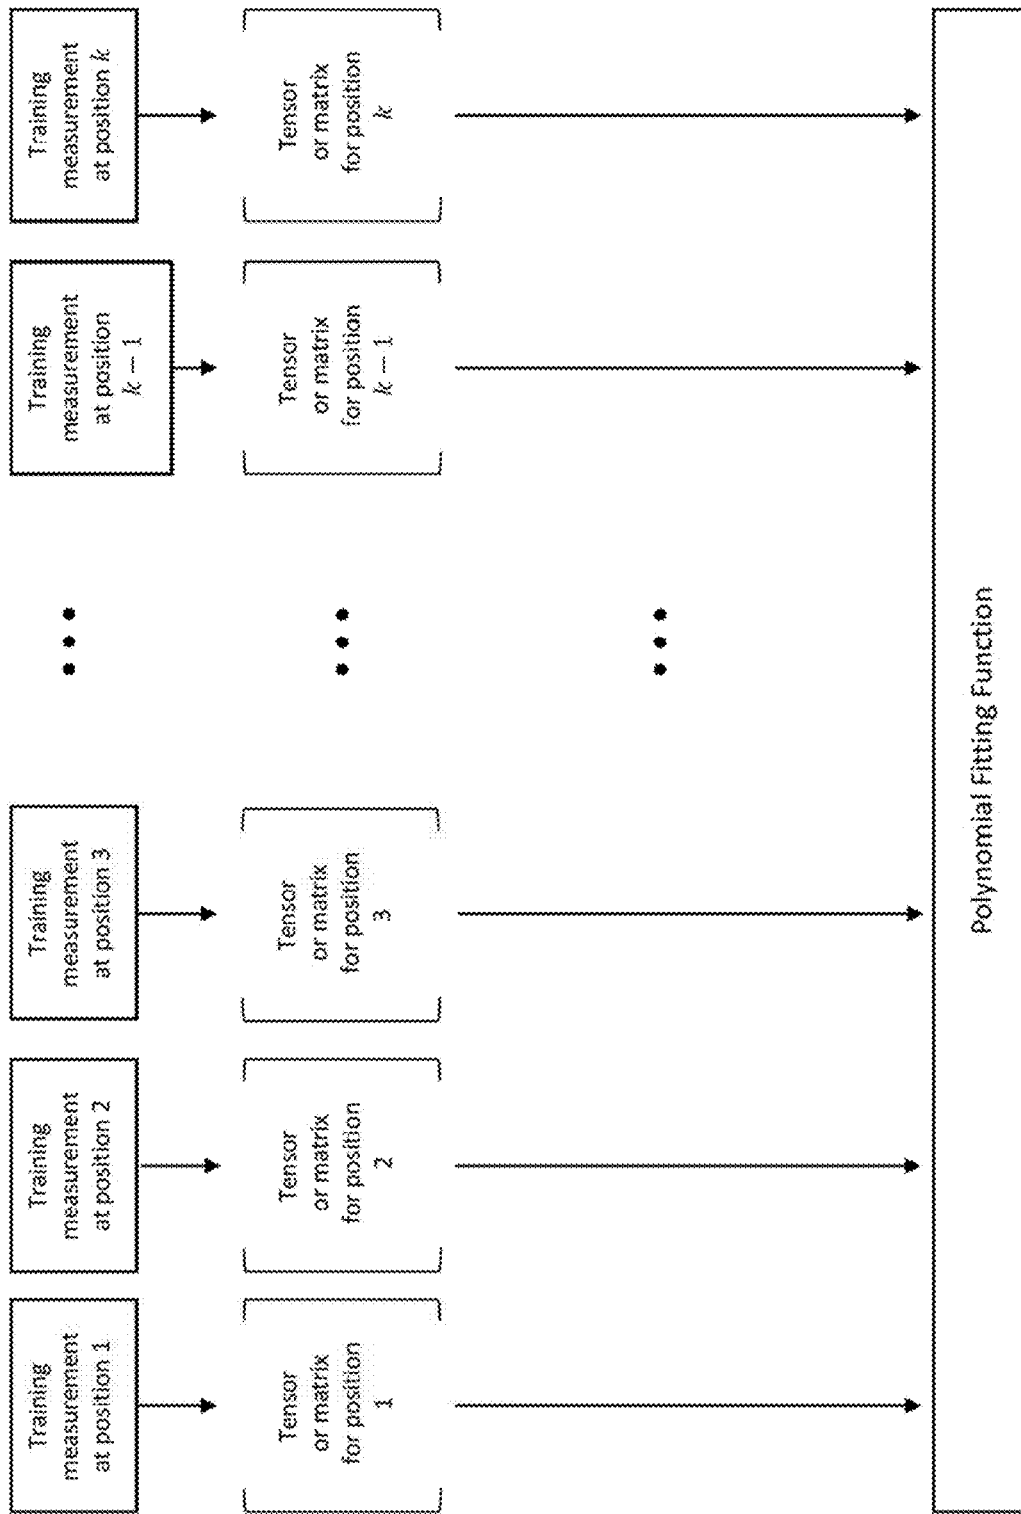 Training
measurement
at position 1
Training
measurement
at position 2
Training
measurement
at position 3
Training
measurement
at position
k − 1
Training
measurement
at position k
Tensor
or matrix
for position
1
Tensor
or matrix
for position
2
Tensor
or matrix
for position
3
Tensor
or matrix
for position
k − 1
Tensor
or matrix
for position
k
Polynomial Fitting Function